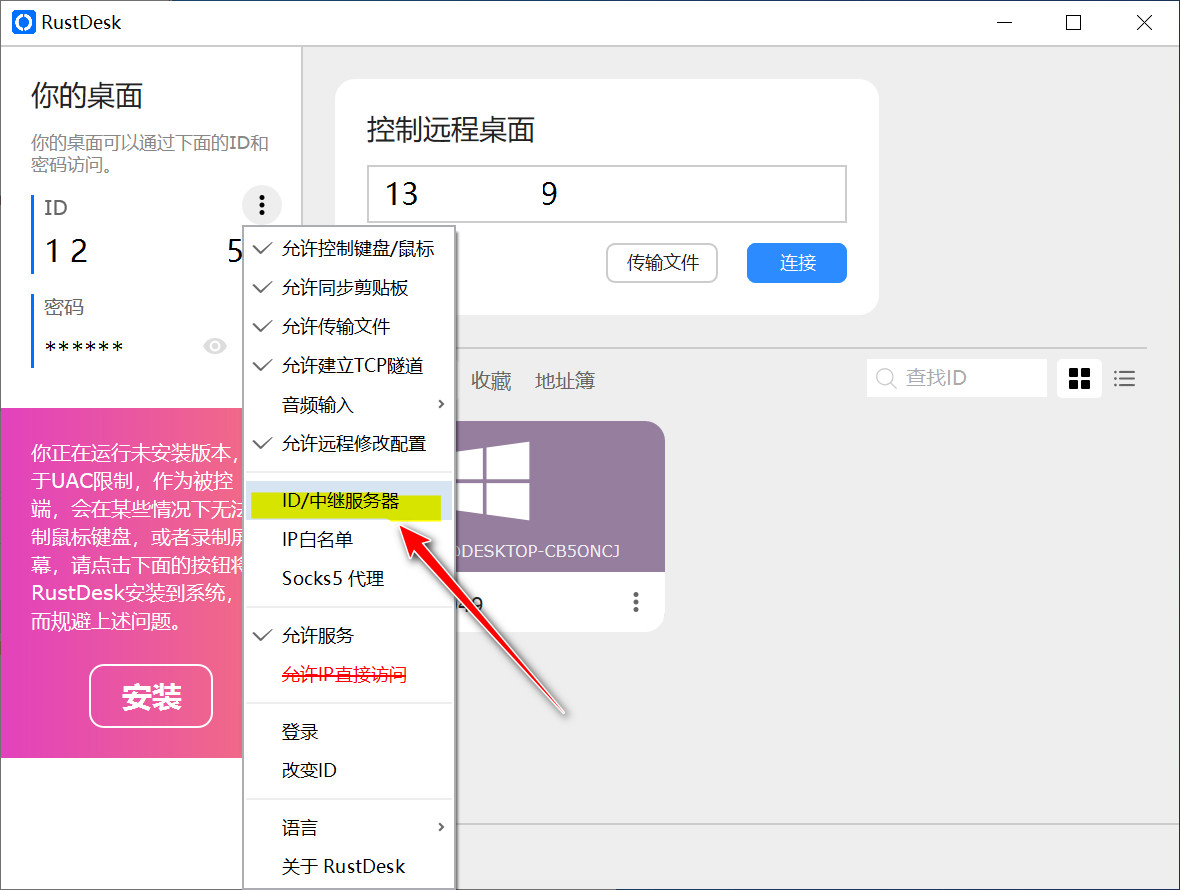 RustDesk
你的桌面
你的桌面可以通过下面的ID和
密码访问。
ID
1 2 5
密码
******
你正在运行未安装版本，
于UAC限制，作为被控
端，会在某些情况下无法
制鼠标键盘，或者录制屏
幕，请点击下面的按钮将
RustDesk安装到系统，
而规避上述问题。
安装
允许控制键盘/鼠标
允许同步剪贴板
允许传输文件
允许建立TCP隧道
音频输入
允许远程修改配置
ID/中继服务器
IP白名单
Socks5 代理
允许服务
允许IP直接访问
登录
改变ID
语言
关于 RustDesk
控制远程桌面
13 9
传输文件
连接
收藏
地址簿
查找ID
DESKTOP-CB5ONCJ
49